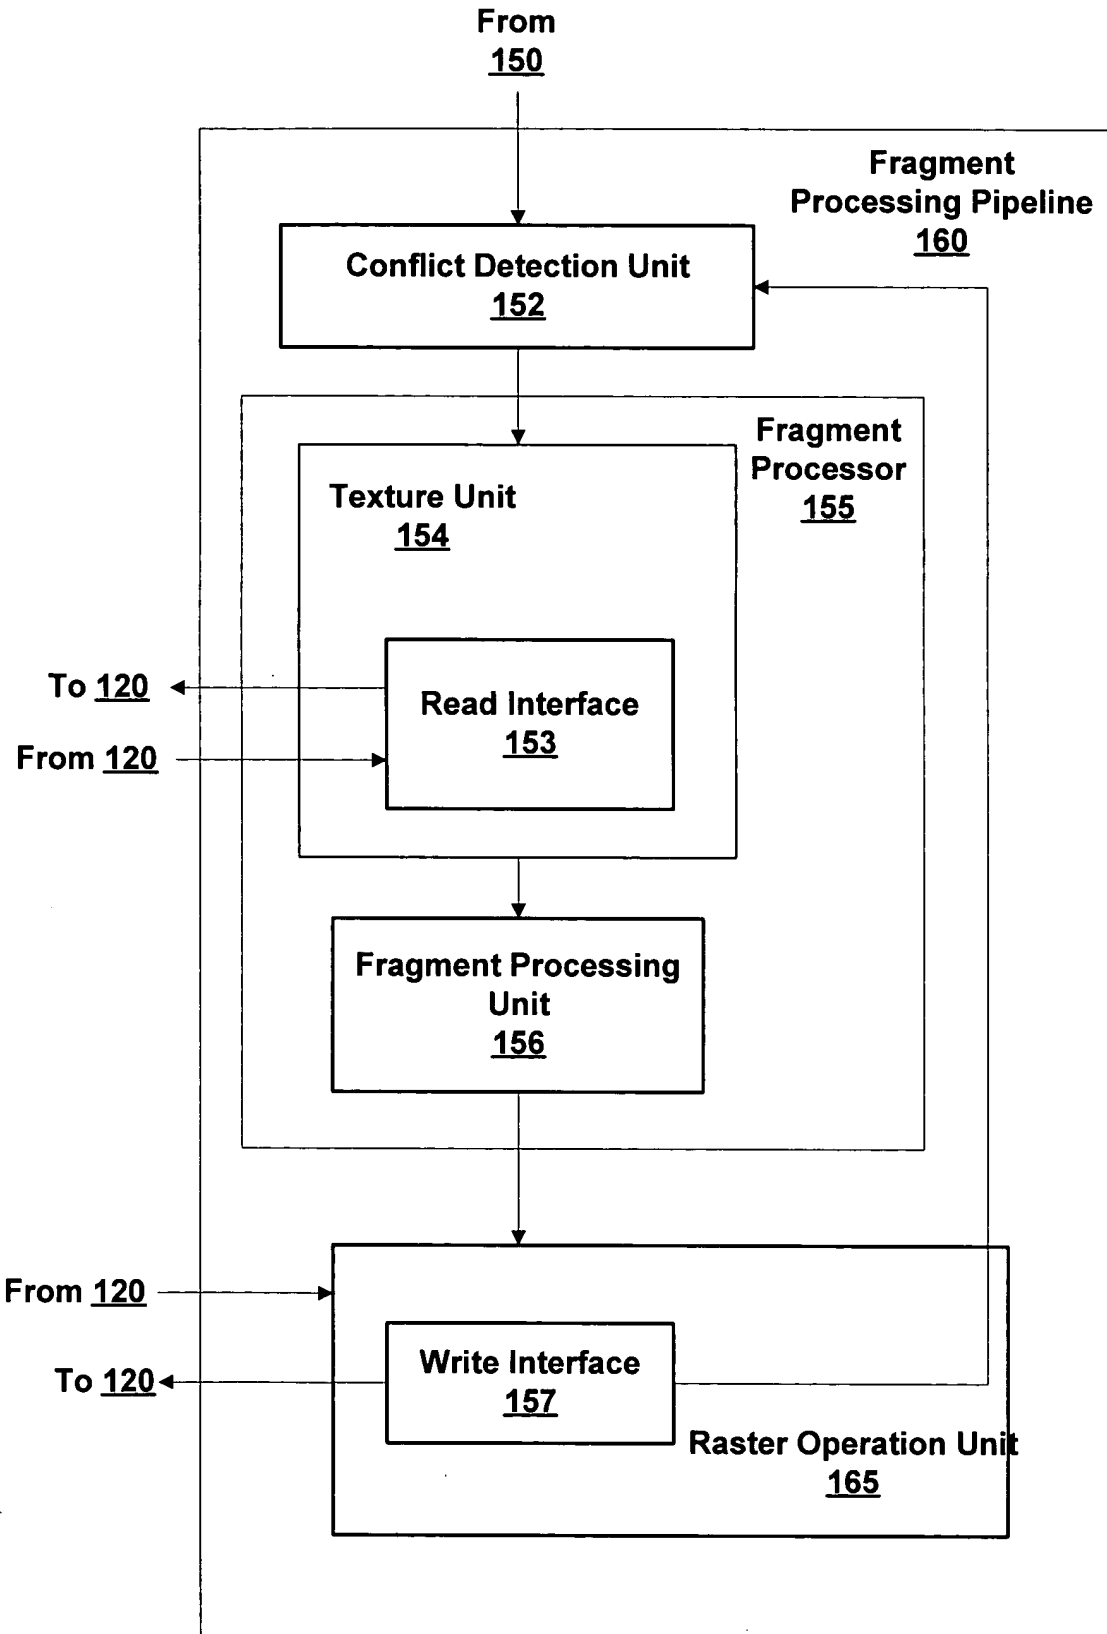 From
150
Fragment
Processing Pipeline
160
Conflict Detection Unit
152
Fragment
Processor
155
Texture Unit
154
To 120
Read Interface
153
From 120
Fragment Processing
Unit
156
From 120
Write Interface
157
To 120
Raster Operation Unit
165